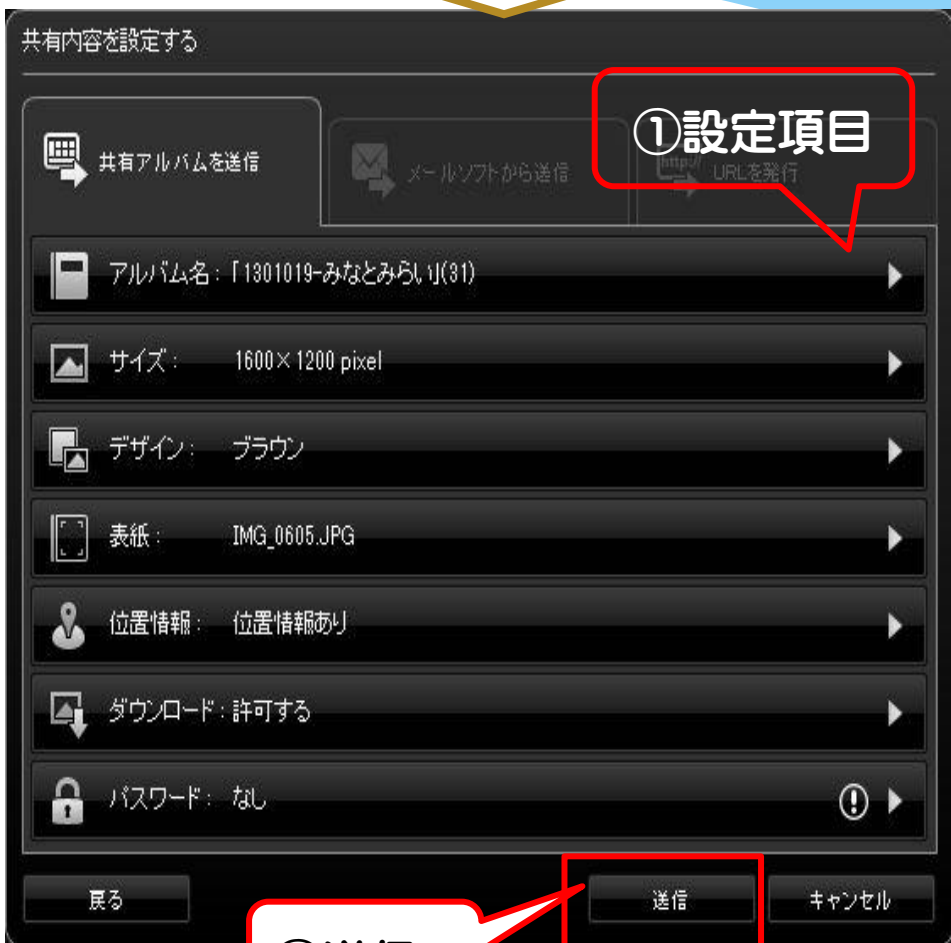 共有内容を設定する
①設定項目
共有アルバムを送信
メールソフトから送信
http://
URLを発行
アルバム名：「1301019-みなとみらい」(31)
サイズ： 1600×1200 pixel
デザイン： ブラウン
表紙： IMG_0605.JPG
位置情報： 位置情報あり
ダウンロード：許可する
パスワード： なし
戻る
送信
キャンセル